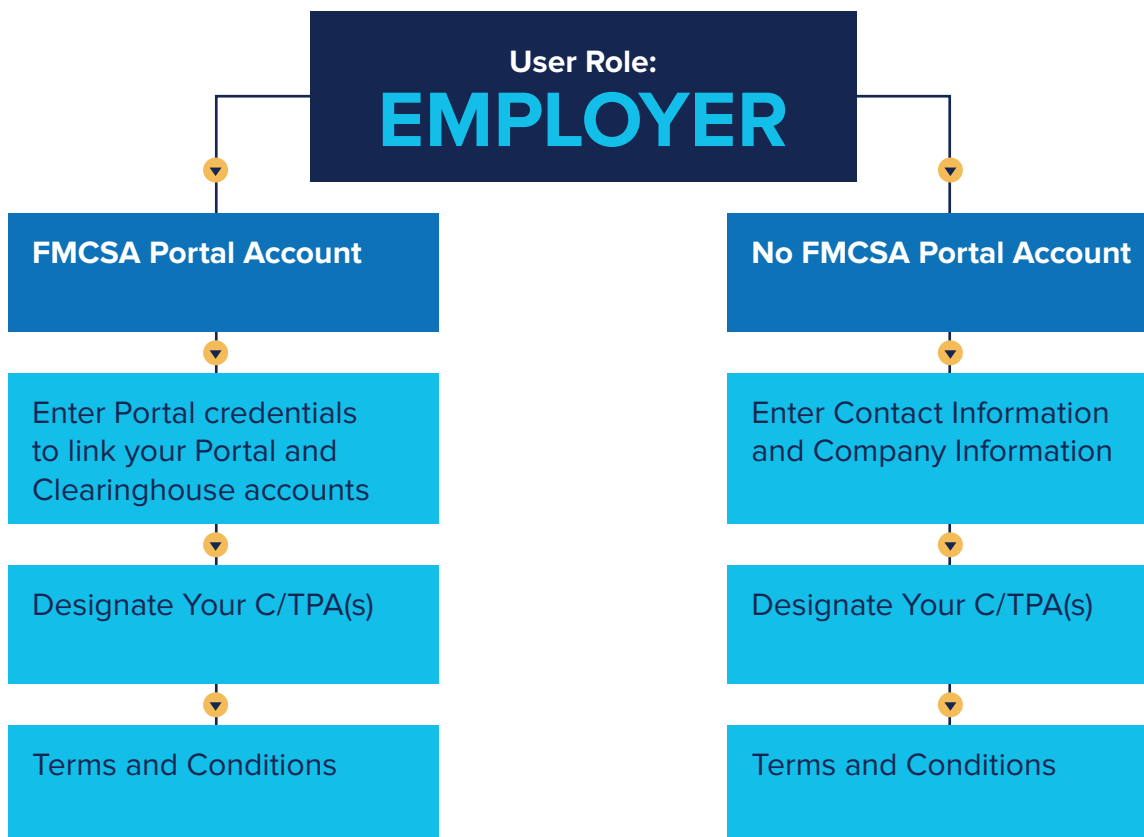 User Role:
EMPLOYER
FMCSA Portal Account
Enter Portal credentials
to link your Portal and
Clearinghouse accounts
Designate Your C/TPA(s)
Terms and Conditions
No FMCSA Portal Account
Enter Contact Information
and Company Information
Designate Your C/TPA(s)
Terms and Conditions